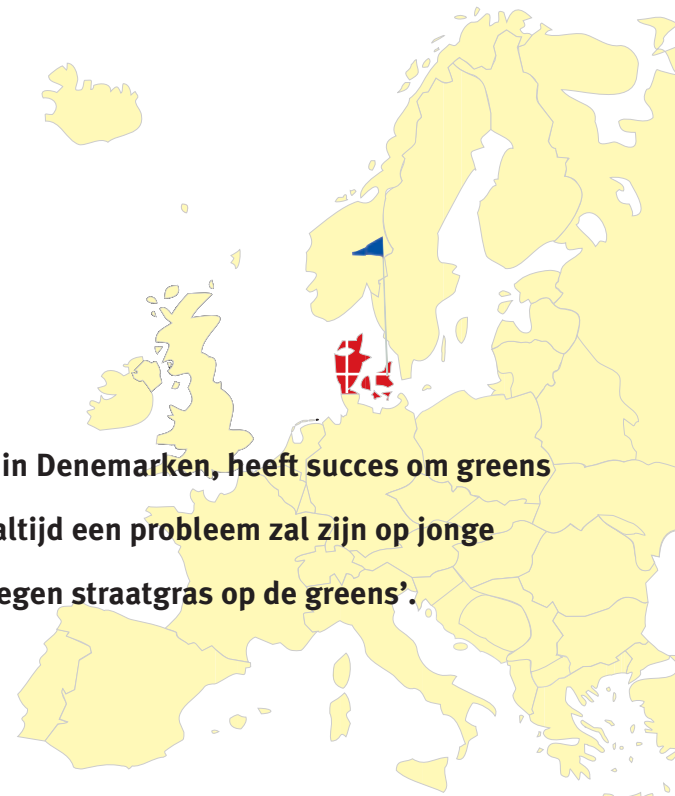 in Denemarken, heeft succes om greens
altijd een probleem zal zijn op jonge
egen straatgras op de greens’.